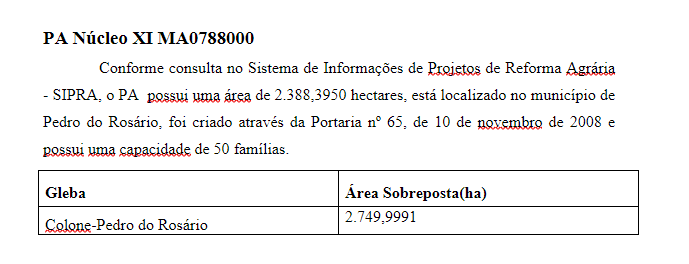 PA Núcleo XI MA0788000
Conforme consulta no Sistema de Informações de Projetos de Reforma Agrária
- SIPRA, o PA  possui uma área de 2.388,3950 hectares, está localizado no município de
Pedro do Rosário, foi criado através da Portaria nº 65, de 10 de novembro de 2008 e
possui uma capacidade de 50 famílias.
Gleba Área Sobreposta(ha)
Colone-Pedro do Rosário 2.749,9991